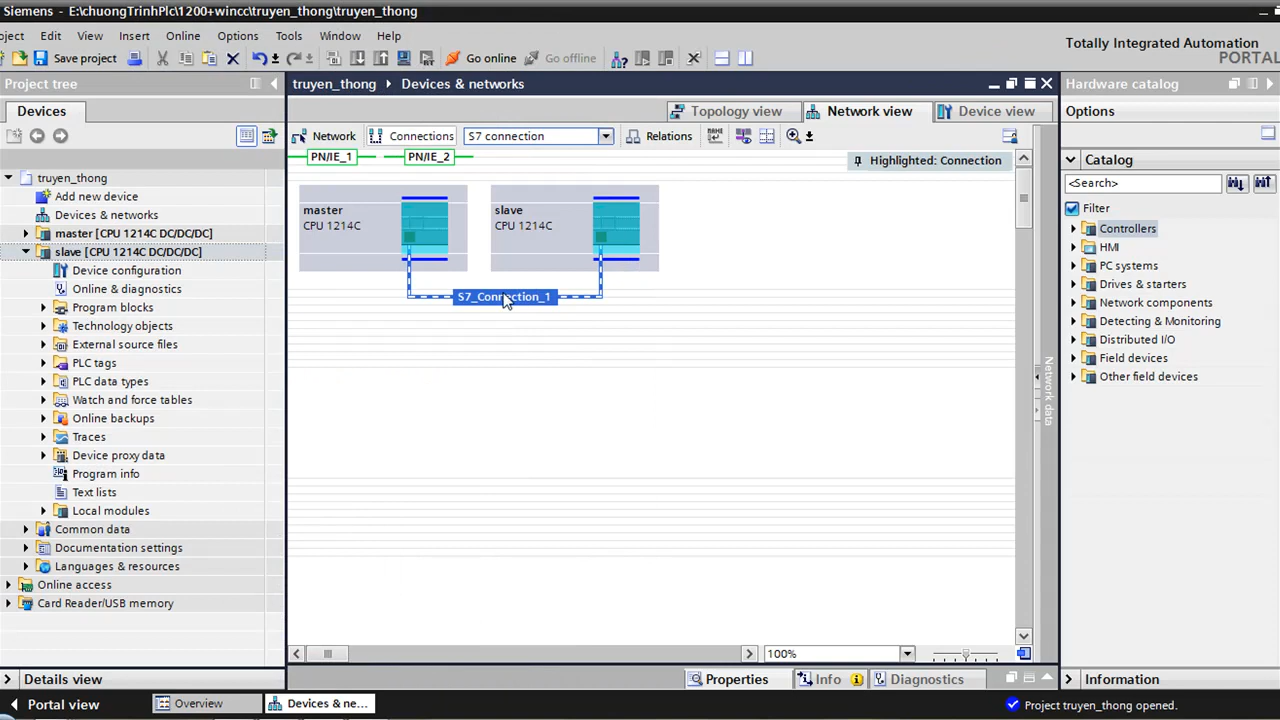 Siemens - E:\chuongTrinhPlc\1200+wincc\truyen_thong\truyen_thong
oject Edit View Insert Online Options Tools Window Help
Totally Integrated Automation
PORTAL
Save project Go online Go offline
Project tree
truyen_thong Devices & networks
Hardware catalog
Devices
Topology view Network view Device view
Options
Network Connections S7 connection Relations
PN/IE_1 PN/IE_2
Highlighted: Connection
Catalog
<Search>
Filter
truyen_thong
Add new device
Devices & networks
master [CPU 1214C DC/DC/DC]
slave [CPU 1214C DC/DC/DC]
Device configuration
Online & diagnostics
Program blocks
Technology objects
External source files
PLC tags
PLC data types
Watch and force tables
Online backups
Traces
Device proxy data
Program info
Text lists
Local modules
Common data
Documentation settings
Languages & resources
Online access
Card Reader/USB memory
master
CPU 1214C
slave
CPU 1214C
S7_Connection_1
Network data
Controllers
HMI
PC systems
Drives & starters
Network components
Detecting & Monitoring
Distributed I/O
Field devices
Other field devices
100%
Details view
Properties Info Diagnostics
Information
Portal view Overview Devices & ne...
Project truyen_thong opened.